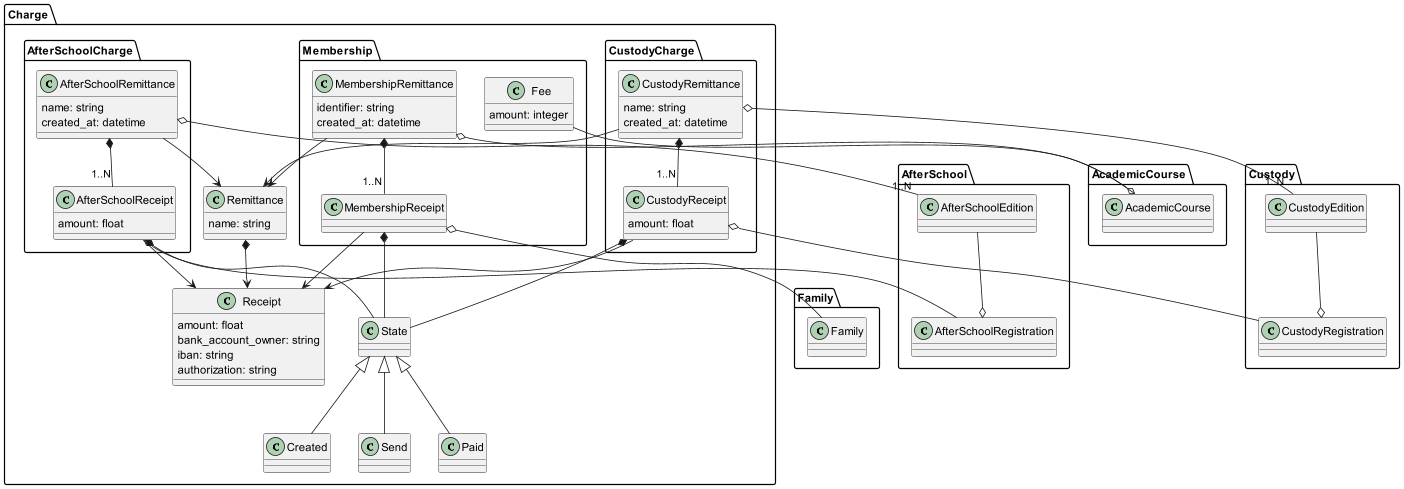 Charge
AfterSchoolCharge
Membership
CustodyCharge
C AfterSchoolRemittance
name: string
created_at: datetime
C MembershipRemittance
identifier: string
created_at: datetime
C Fee
amount: integer
C CustodyRemittance
name: string
created_at: datetime
1..N
1..N
1..N
C AfterSchoolReceipt
amount: float
C Remittance
name: string
C MembershipReceipt
C CustodyReceipt
amount: float
AfterSchool
1..N
C AfterSchoolEdition
AcademicCourse
C AcademicCourse
Custody
1..N
C CustodyEdition
C Receipt
amount: float
bank_account_owner: string
iban: string
authorization: string
C State
Family
C Family
C AfterSchoolRegistration
C CustodyRegistration
C Created
C Send
C Paid